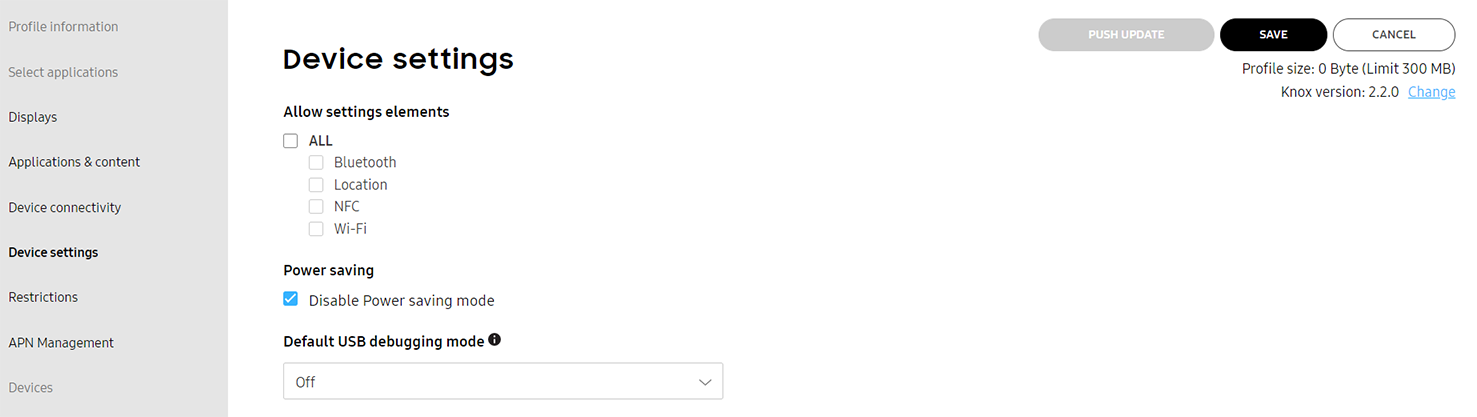 Profile information
Select applications
Displays
Applications & content
Device connectivity
Device settings
Restrictions
APN Management
Devices
Device settings
PUSH UPDATE
SAVE
CANCEL
Profile size: 0 Byte (Limit 300 MB)
Knox version: 2.2.0 Change
Allow settings elements
ALL
Bluetooth
Location
NFC
Wi-Fi
Power saving
Disable Power saving mode
Default USB debugging mode
Off